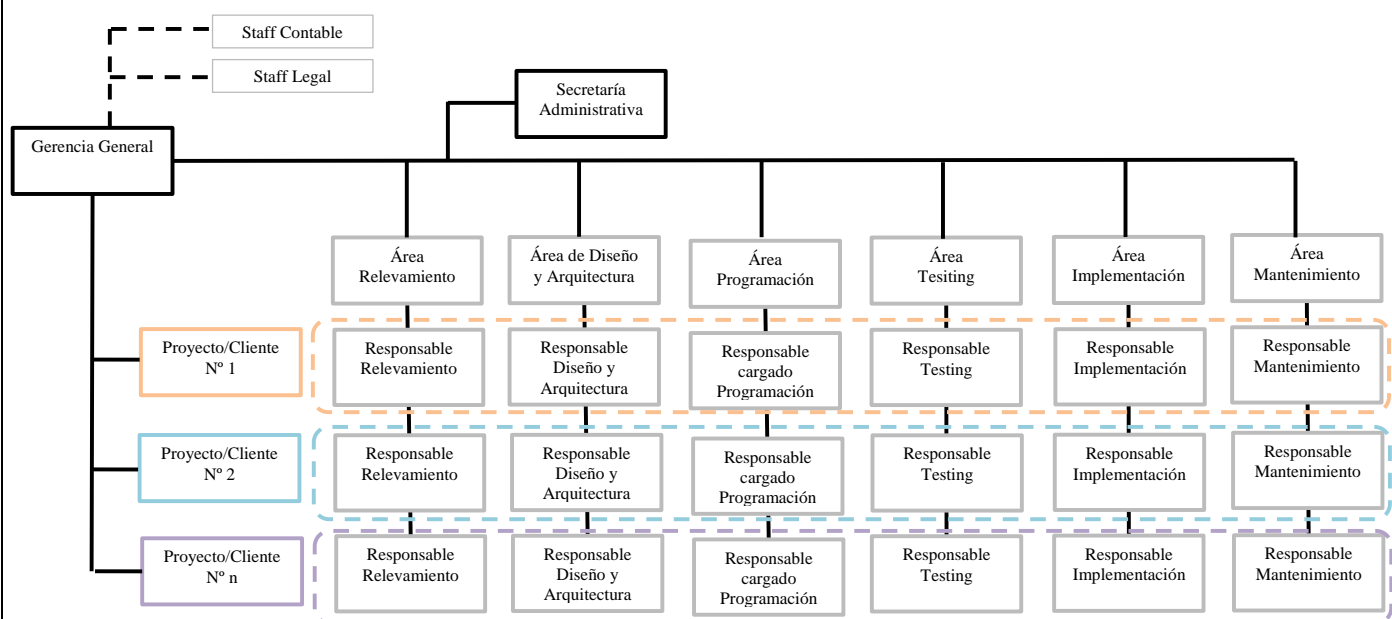 Staff Contable
Staff Legal
Secretaría
Administrativa
Gerencia General
Área
Relevamiento
Área de Diseño
y Arquitectura
Área
Programación
Área
Tesiting
Área
Implementación
Área
Mantenimiento
Proyecto/Cliente
Nº 1
Responsable
Relevamiento
Responsable
Diseño y
Arquitectura
Responsable
cargado
Programación
Responsable
Testing
Responsable
Implementación
Responsable
Mantenimiento
Proyecto/Cliente
Nº 2
Responsable
Relevamiento
Responsable
Diseño y
Arquitectura
Responsable
cargado
Programación
Responsable
Testing
Responsable
Implementación
Responsable
Mantenimiento
Proyecto/Cliente
Nº n
Responsable
Relevamiento
Responsable
Diseño y
Arquitectura
Responsable
cargado
Programación
Responsable
Testing
Responsable
Implementación
Responsable
Mantenimiento